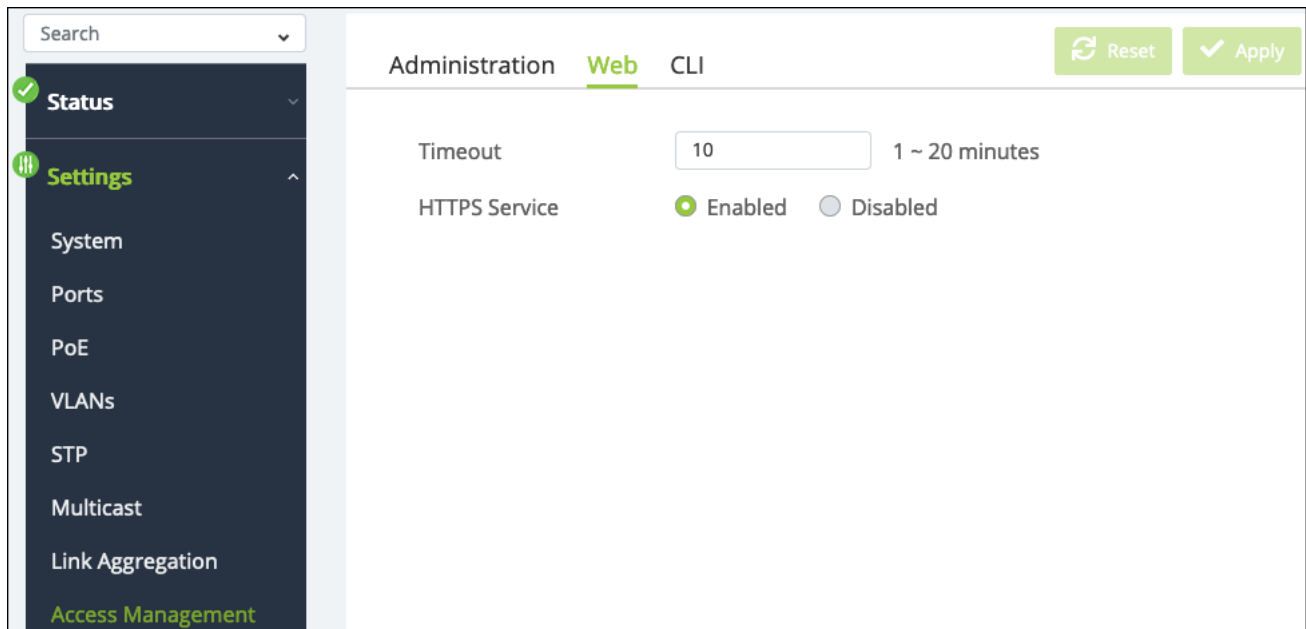 Search
Status
Settings
System
Ports
PoE
VLANs
STP
Multicast
Link Aggregation
Access Management
Administration Web CLI
Reset Apply
Timeout 10 1 ~ 20 minutes
HTTPS Service Enabled Disabled